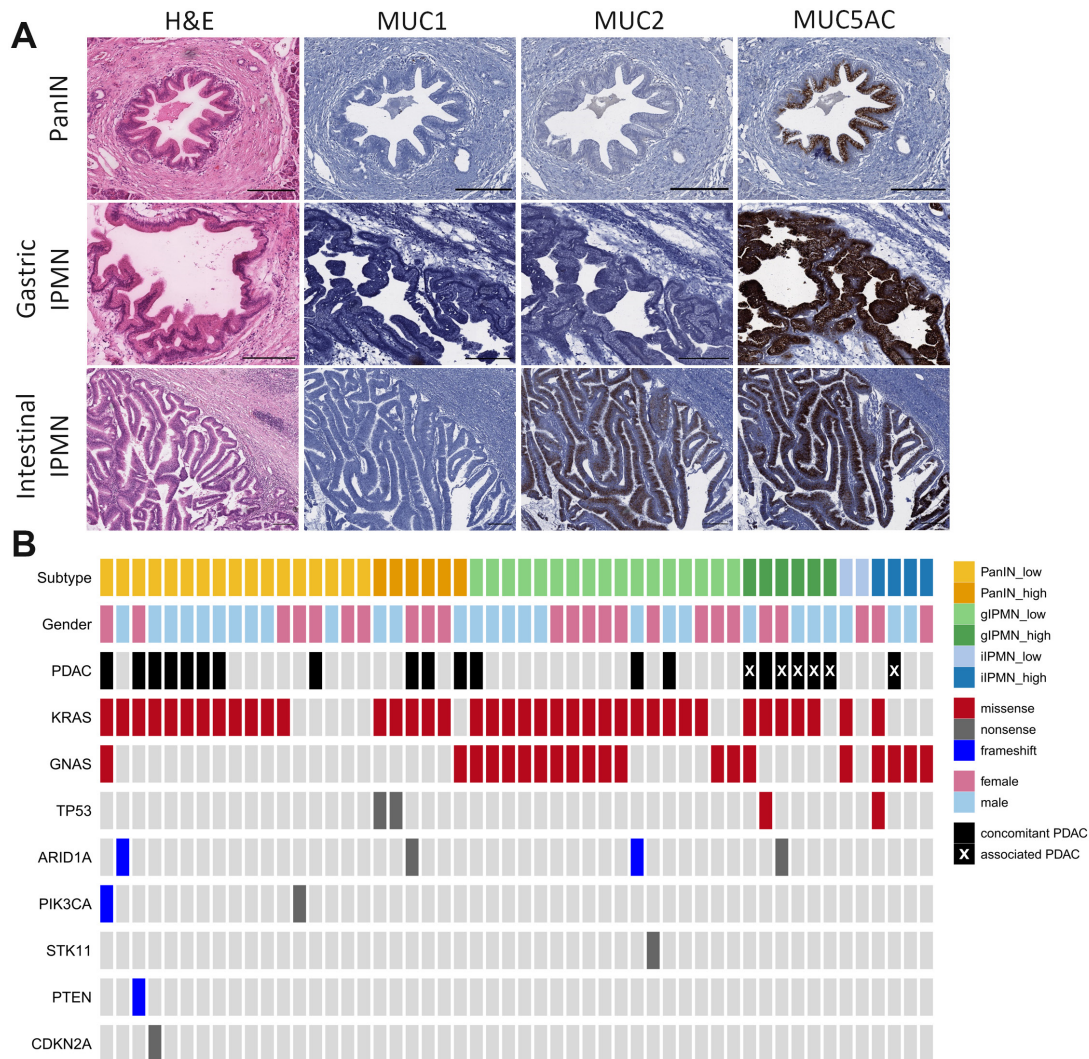 A
H&E
MUC1
MUC2
MUC5AC
PanIN
Gastric
IPMN
Intestinal
IPMN
B
Subtype
Gender
PDAC
KRAS
GNAS
TP53
ARID1A
PIK3CA
STK11
PTEN
CDKN2A
X
X X X X
X
PanIN_low
PanIN_high
gIPMN_low
gIPMN_high
iIPMN_low
iIPMN_high
missense
nonsense
frameshift
female
male
concomitant PDAC
X associated PDAC